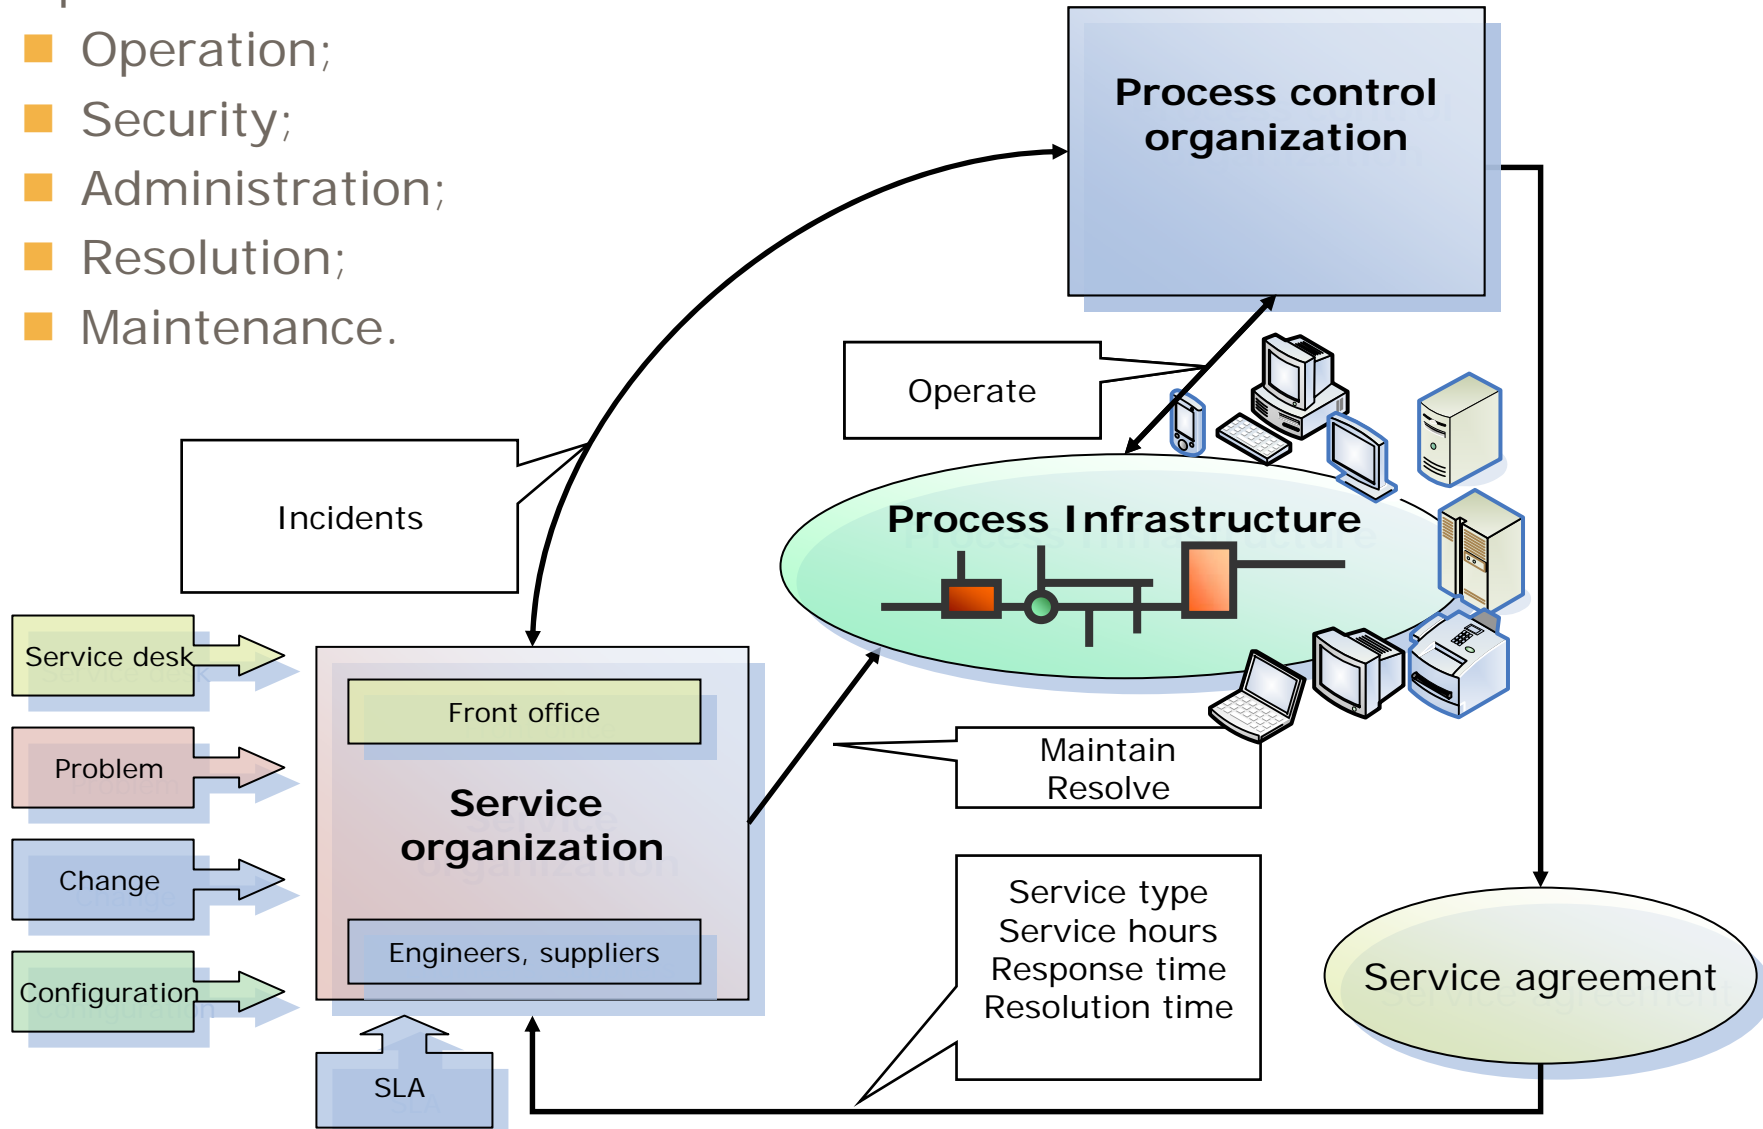 Operation;
Security;
Administration;
Resolution;
Maintenance.
Process control
organization
Operate
Incidents
Process Infrastructure
Service desk
Front office
Problem
Service
organization
Maintain
Resolve
Change
Service type
Service hours
Response time
Resolution time
Engineers, suppliers
Configuration
Service agreement
SLA